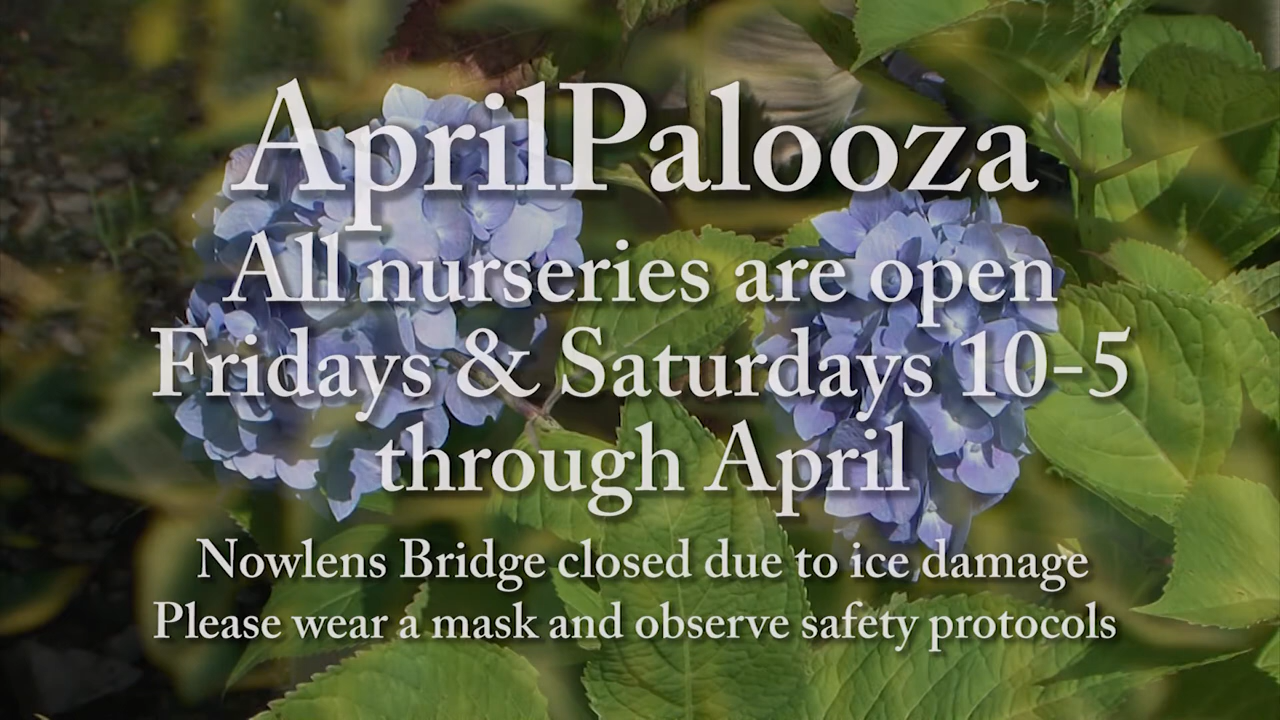 AprilPalooza
All nurseries are open
Fridays & Saturdays 10-5
through April
Nowlens Bridge closed due to ice damage
Please wear a mask and observe safety protocols